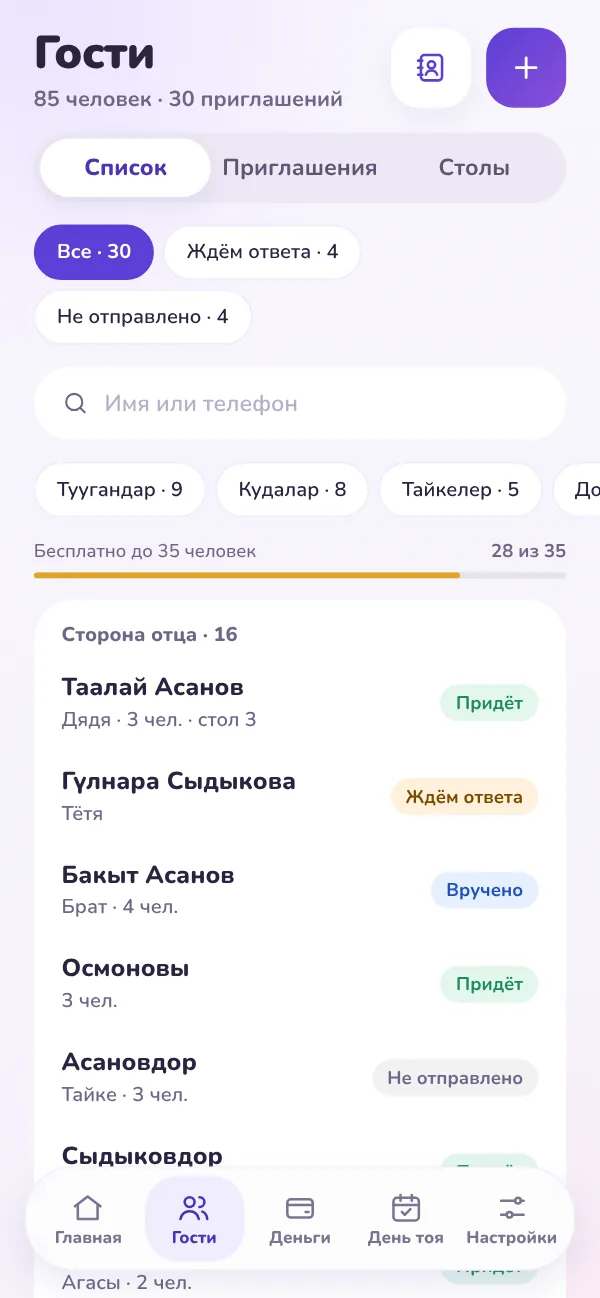 Гости
85 человек · 30 приглашений
Список Приглашения Столы
Все · 30 Ждём ответа · 4
Не отправлено · 4
Имя или телефон
Туугандар · 9 Кудалар · 8 Тайкелер · 5 До
Бесплатно до 35 человек 28 из 35
Сторона отца · 16
Таалай Асанов
Придёт
Дядя · 3 чел. · стол 3
Гүлнара Сыдыкова
Ждём ответа
Тётя
Бакыт Асанов
Вручено
Брат · 4 чел.
Осмоновы
Придёт
3 чел.
Асановдор
Не отправлено
Тайке · 3 чел.
Сыдыковдор
Главная Гости Деньги День тоя Настройки
Агасы · 2 чел.